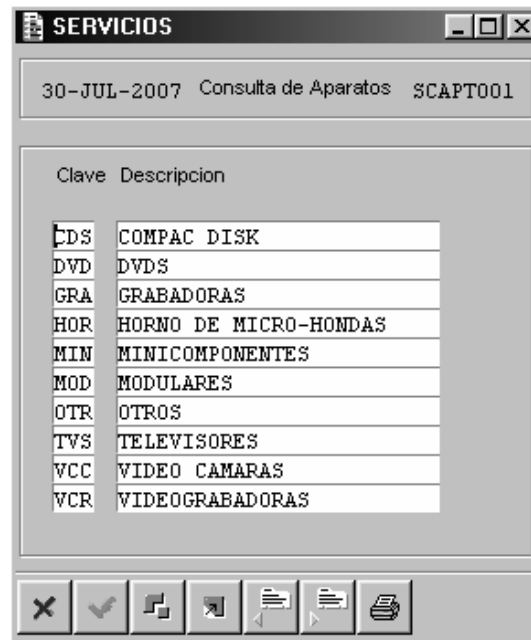 SERVICIOS
30-JUL-2007 Consulta de Aparatos SCAPT001
Clave Descripcion
CDS COMPAC DISK
DVD DVDS
GRA GRABADORAS
HOR HORNO DE MICRO-HONDAS
MIN MINICOMPONENTES
MOD MODULARES
OTR OTROS
TVS TELEVISORES
VCC VIDEO CAMARAS
VCR VIDEOGRABADORAS